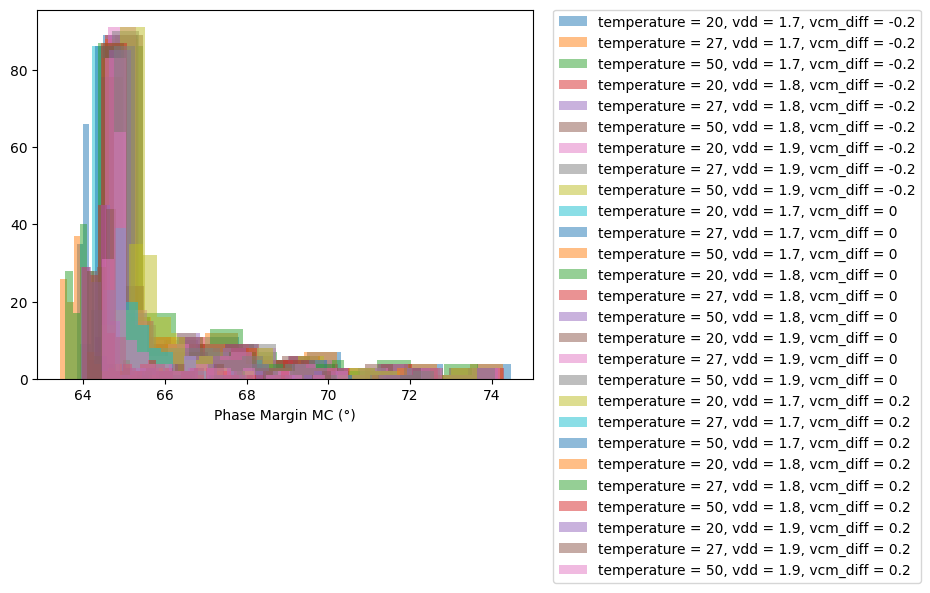 80
60
40
20
0
64 66 68 70 72 74
Phase Margin MC (°)
temperature = 20, vdd = 1.7, vcm_diff = -0.2
temperature = 27, vdd = 1.7, vcm_diff = -0.2
temperature = 50, vdd = 1.7, vcm_diff = -0.2
temperature = 20, vdd = 1.8, vcm_diff = -0.2
temperature = 27, vdd = 1.8, vcm_diff = -0.2
temperature = 50, vdd = 1.8, vcm_diff = -0.2
temperature = 20, vdd = 1.9, vcm_diff = -0.2
temperature = 27, vdd = 1.9, vcm_diff = -0.2
temperature = 50, vdd = 1.9, vcm_diff = -0.2
temperature = 20, vdd = 1.7, vcm_diff = 0
temperature = 27, vdd = 1.7, vcm_diff = 0
temperature = 50, vdd = 1.7, vcm_diff = 0
temperature = 20, vdd = 1.8, vcm_diff = 0
temperature = 27, vdd = 1.8, vcm_diff = 0
temperature = 50, vdd = 1.8, vcm_diff = 0
temperature = 20, vdd = 1.9, vcm_diff = 0
temperature = 27, vdd = 1.9, vcm_diff = 0
temperature = 50, vdd = 1.9, vcm_diff = 0
temperature = 20, vdd = 1.7, vcm_diff = 0.2
temperature = 27, vdd = 1.7, vcm_diff = 0.2
temperature = 50, vdd = 1.7, vcm_diff = 0.2
temperature = 20, vdd = 1.8, vcm_diff = 0.2
temperature = 27, vdd = 1.8, vcm_diff = 0.2
temperature = 50, vdd = 1.8, vcm_diff = 0.2
temperature = 20, vdd = 1.9, vcm_diff = 0.2
temperature = 27, vdd = 1.9, vcm_diff = 0.2
temperature = 50, vdd = 1.9, vcm_diff = 0.2